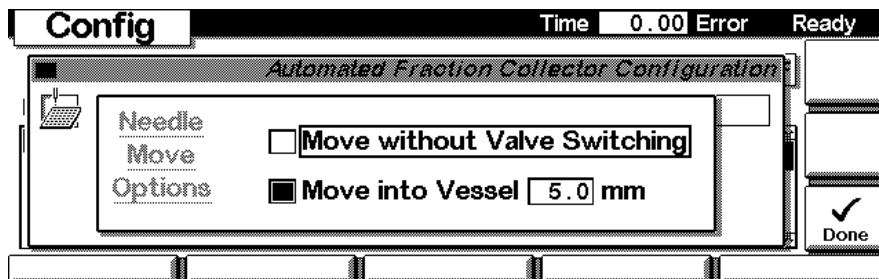 Config Time 0.00 Error Ready
Automated Fraction Collector Configuration
Needle
Move
Options
Move without Valve Switching
Move into Vessel 5.0 mm
Done